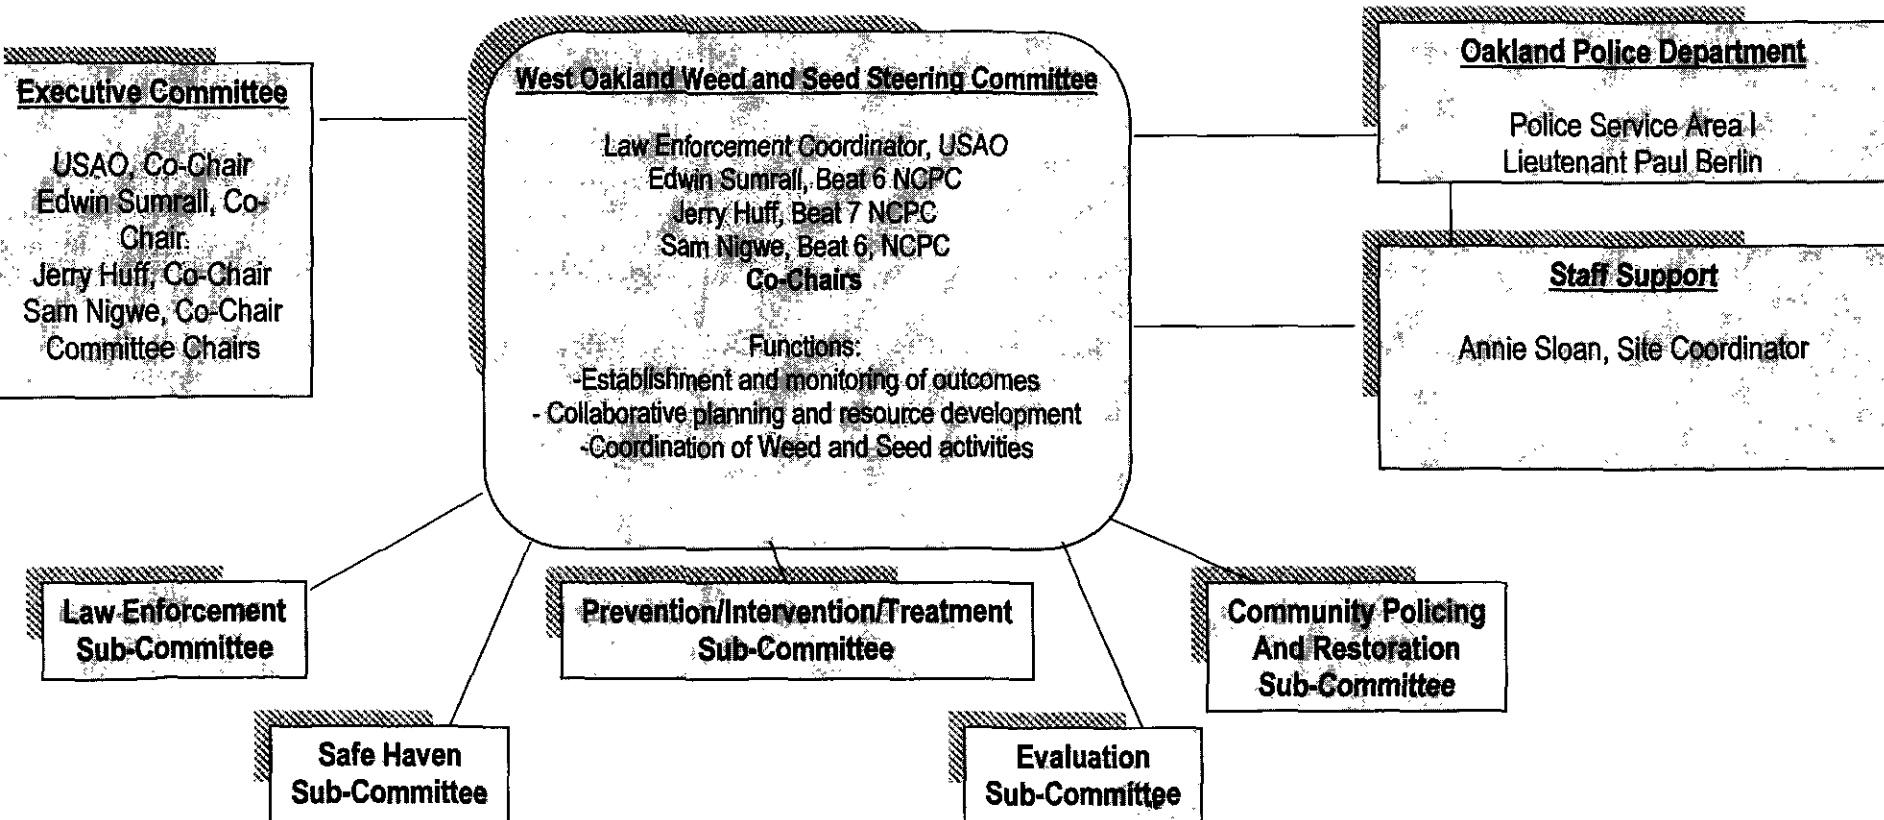 Executive Committee
USAO, Co-Chair
Edwin Sumrall, Co-
Chair
Jerry Huff, Co-Chair
Sam Nigwe, Co-Chair
Committee Chairs
West Oakland Weed and Seed Steering Committee
Law Enforcement Coordinator, USAO
Edwin Sumrall, Beat 6 NCPC
Jerry Huff, Beat 7 NCPC
Sam Nigwe, Beat 6, NCPC
Co-Chairs
Functions:
-Establishment and monitoring of outcomes
- Collaborative planning and resource development
-Coordination of Weed and Seed activities
Oakland Police Department
Police Service Area I
Lieutenant Paul Berlin
Staff Support
Annie Sloan, Site Coordinator
Law Enforcement
Sub-Committee
Safe Haven
Sub-Committee
Prevention/Intervention/Treatment
Sub-Committee
Evaluation
Sub-Committee
Community Policing
And Restoration
Sub-Committee